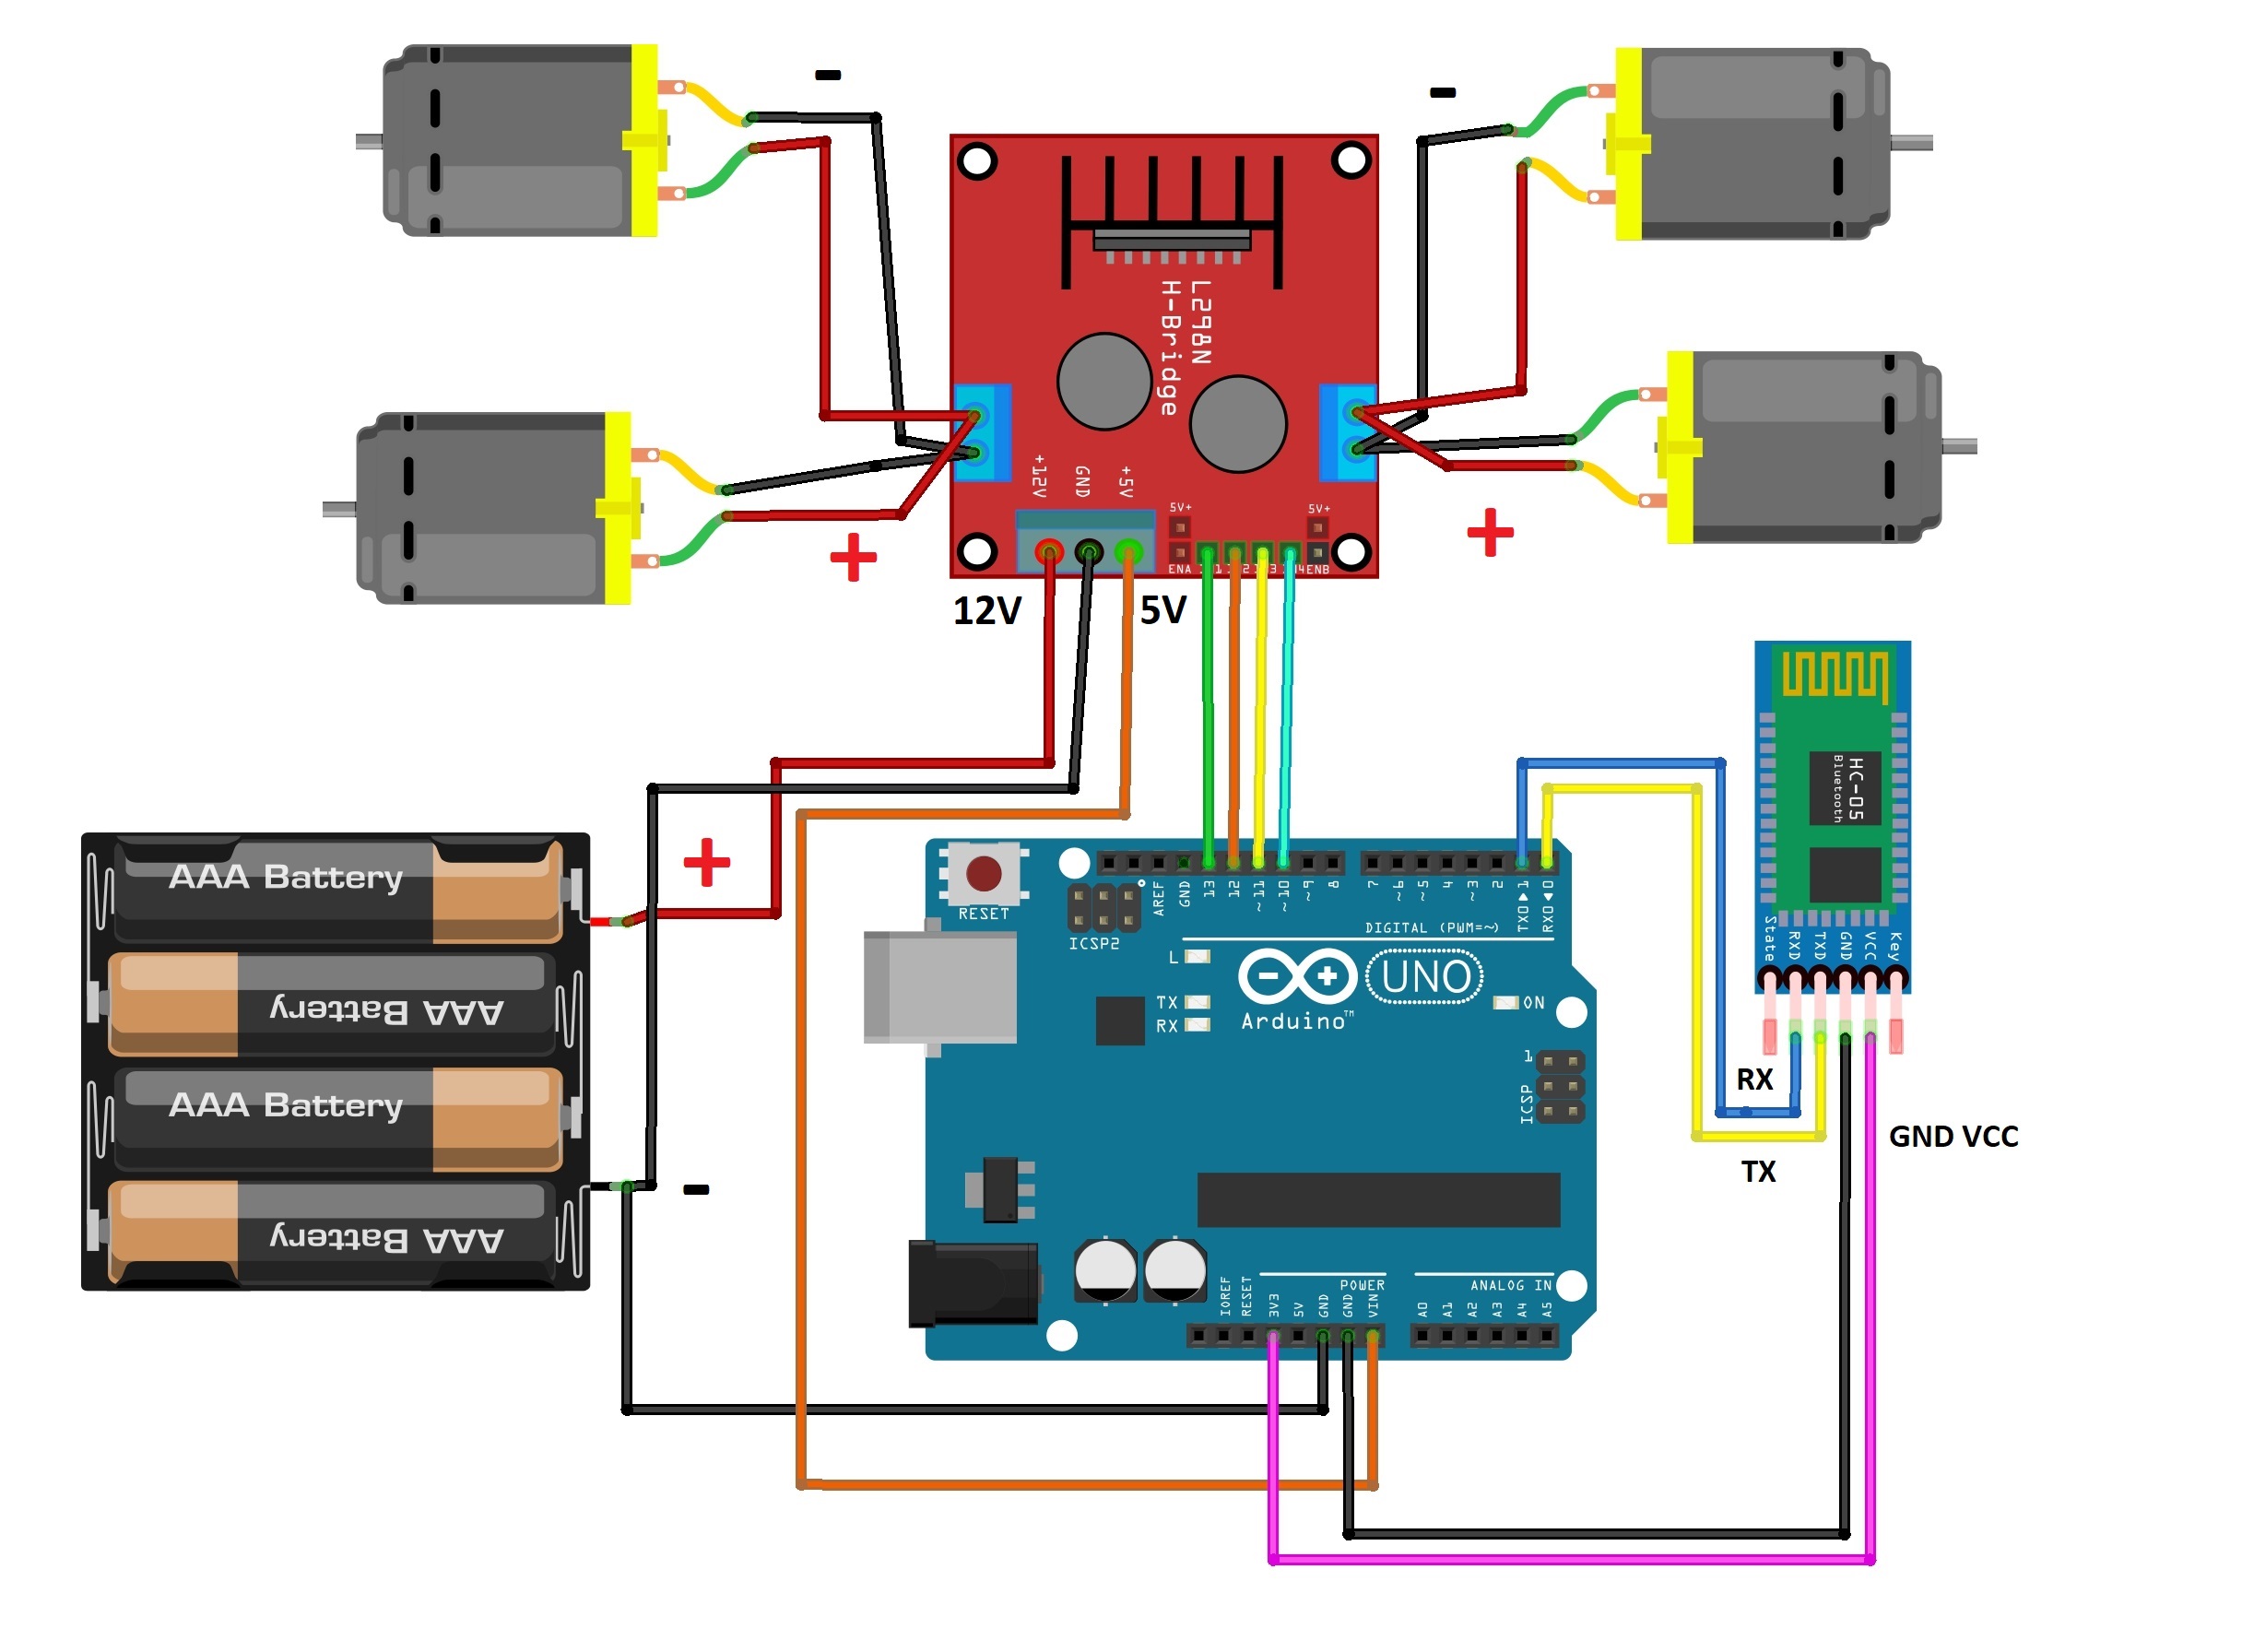 -
-
L298N
H-Bridge
+12V
GND
+5V
5V+
5V+
ENA
ENB
+
+
12V
5V
HC-05
Bluetooth
State
RXD
TXD
GND
VCC
Key
+
AAA Battery
AAA Battery
AAA Battery
AAA Battery
-
RESET
ICSP2
AREF
GND
13
12
~11
~10
~9
8
7
~6
~5
4
~3
2
TX0▶1
RX0◀0
DIGITAL (PWM=~)
L
TX
RX
Arduino™
UNO
ON
1
ICSP
RX
GND VCC
TX
IOREF
RESET
3V3
5V
GND
GND
VIN
POWER
ANALOG IN
A0
A1
A2
A3
A4
A5